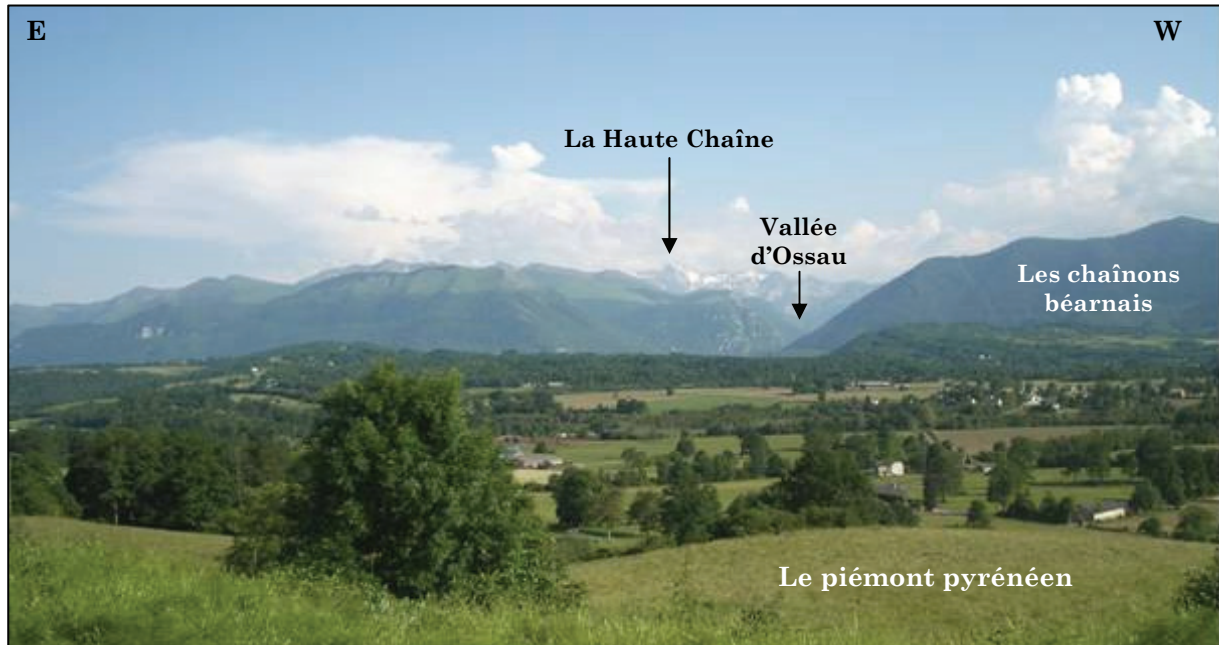 E
W
La Haute Chaîne
Vallée
d'Ossau
Les chaînons
béarnais
Le piémont pyrénéen